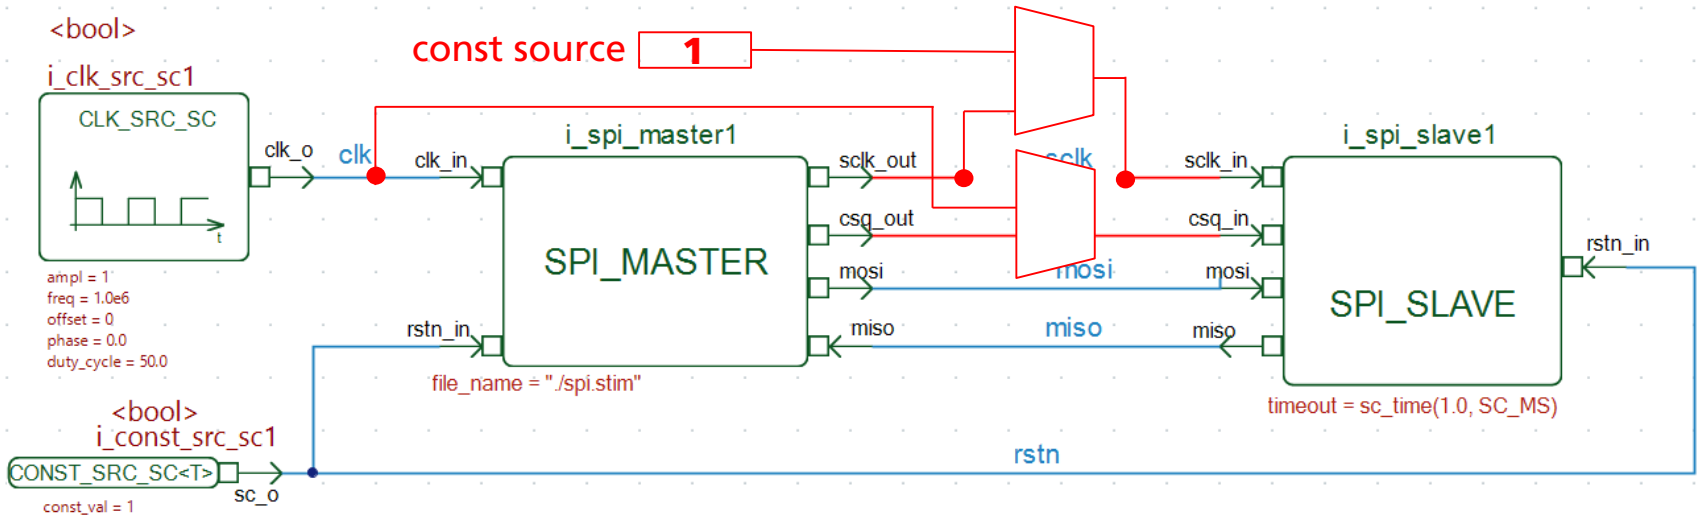 <bool>
i_clk_src_sc1
CLK_SRC_SC
t
ampl = 1
freq = 1.0e6
offset = 0
phase = 0.0
duty_cycle = 50.0
clk_o
clk
const source 1
i_spi_master1
clk_in
sclk_out
csq_out
SPI_MASTER
mosi
rstn_in
miso
file_name = "./spi.stim"
sclk
mosi
miso
i_spi_slave1
sclk_in
csq_in
rstn_in
mosi
SPI_SLAVE
miso
timeout = sc_time(1.0, SC_MS)
<bool>
i_const_src_sc1
CONST_SRC_SC<T>
sc_o
const_val = 1
rstn